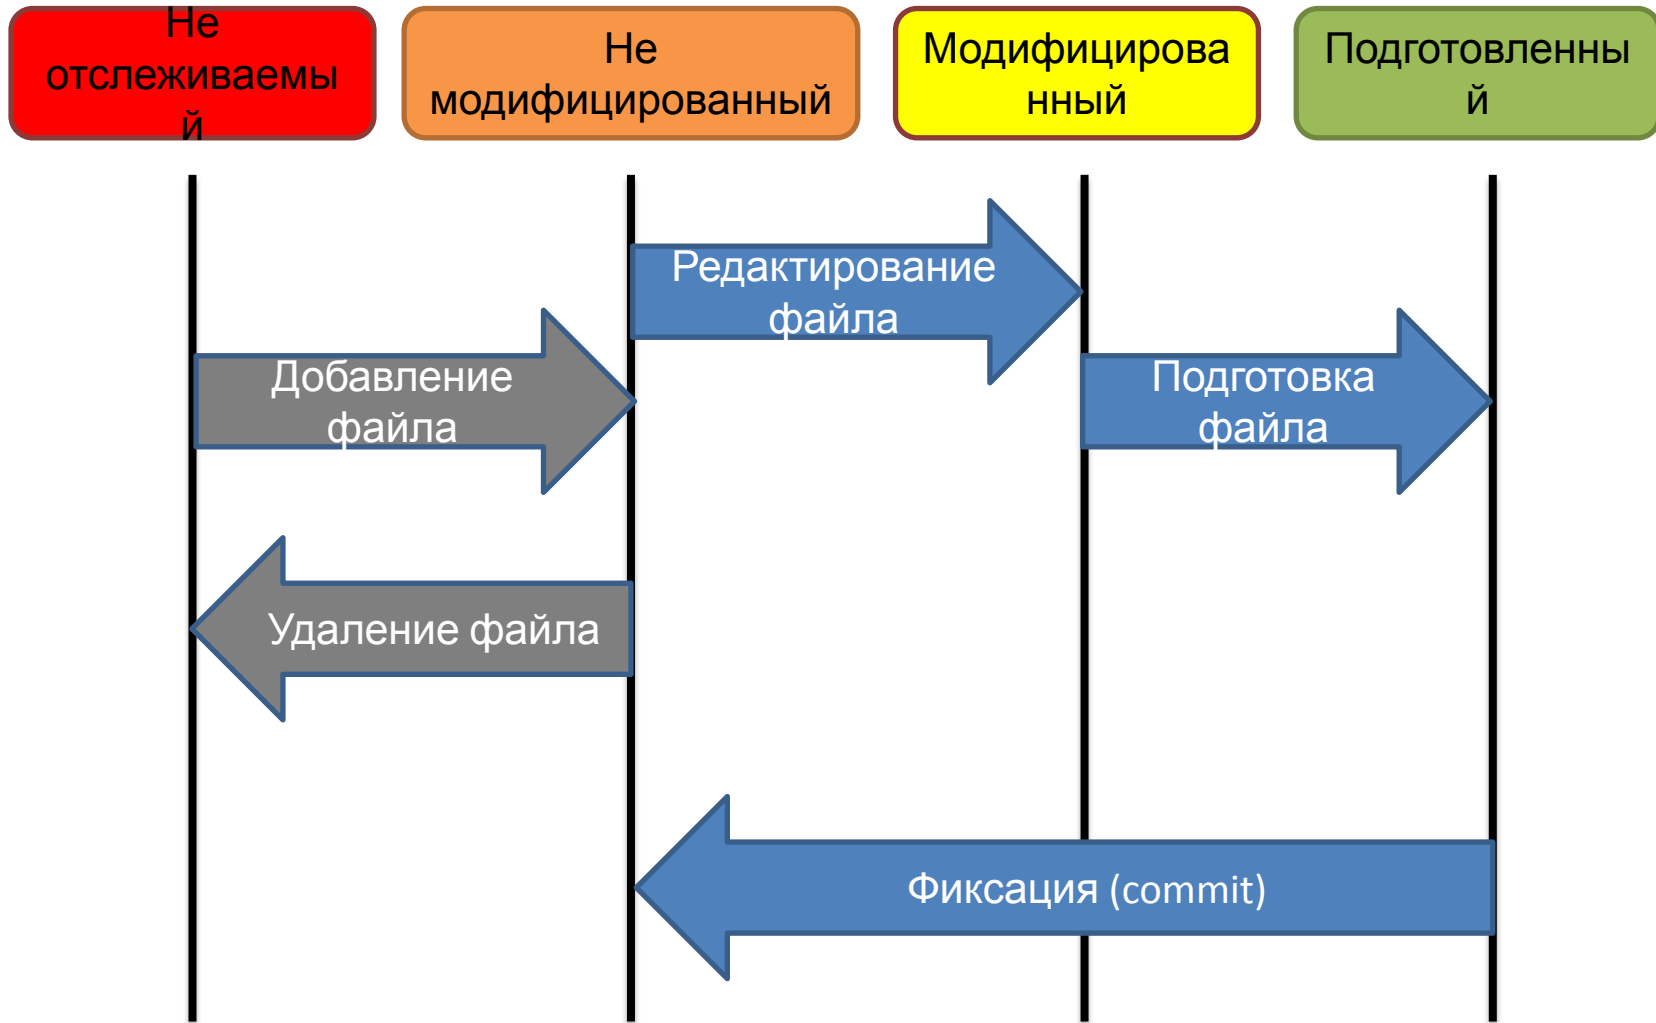 Не
отслеживаемы
й
Не
модифицированный
Модифицирова
нный
Подготовленны
й
Редактирование
файла
Добавление
файла
Подготовка
файла
Удаление файла
Фиксация (commit)